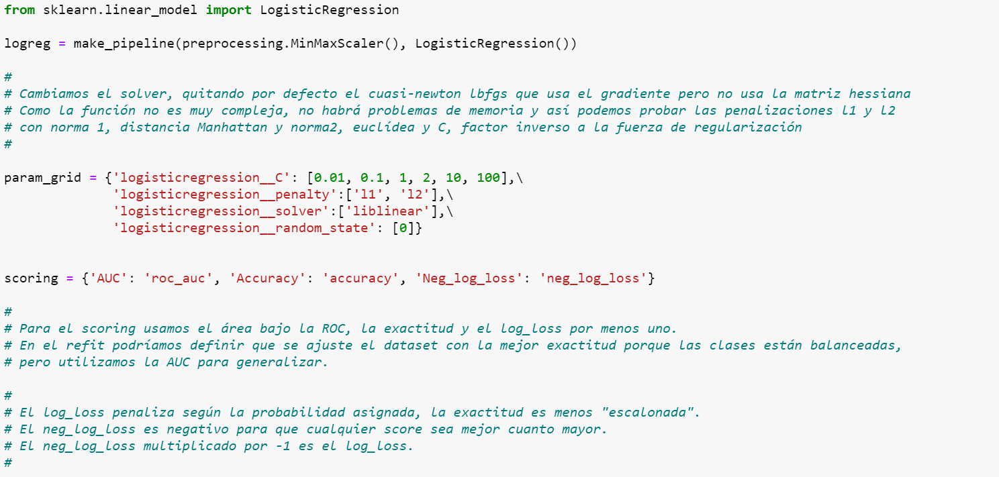 from sklearn.linear_model import LogisticRegression
logreg = make_pipeline(preprocessing.MinMaxScaler(), LogisticRegression())
#
# Cambiamos el solver, quitando por defecto el cuasi-newton lbfgs que usa el gradiente pero no usa la matriz hessiana
# Como la función no es muy compleja, no habrá problemas de memoria y así podemos probar las penalizaciones l1 y l2
# con norma 1, distancia Manhattan y norma2, euclídea y C, factor inverso a la fuerza de regularización
#
param_grid = {'logisticregression__C': [0.01, 0.1, 1, 2, 10, 100],\
'logisticregression__penalty':['l1', 'l2'],\
'logisticregression__solver':['liblinear'],\
'logisticregression__random_state': [0]}
scoring = {'AUC': 'roc_auc', 'Accuracy': 'accuracy', 'Neg_log_loss': 'neg_log_loss'}
#
# Para el scoring usamos el área bajo la ROC, la exactitud y el log_loss por menos uno.
# En el refit podríamos definir que se ajuste el dataset con la mejor exactitud porque las clases están balanceadas,
# pero utilizamos la AUC para generalizar.
#
# El log_loss penaliza según la probabilidad asignada, la exactitud es menos "escalonada".
# El neg_log_loss es negativo para que cualquier score sea mejor cuanto mayor.
# El neg_log_loss multiplicado por -1 es el log_loss.
#